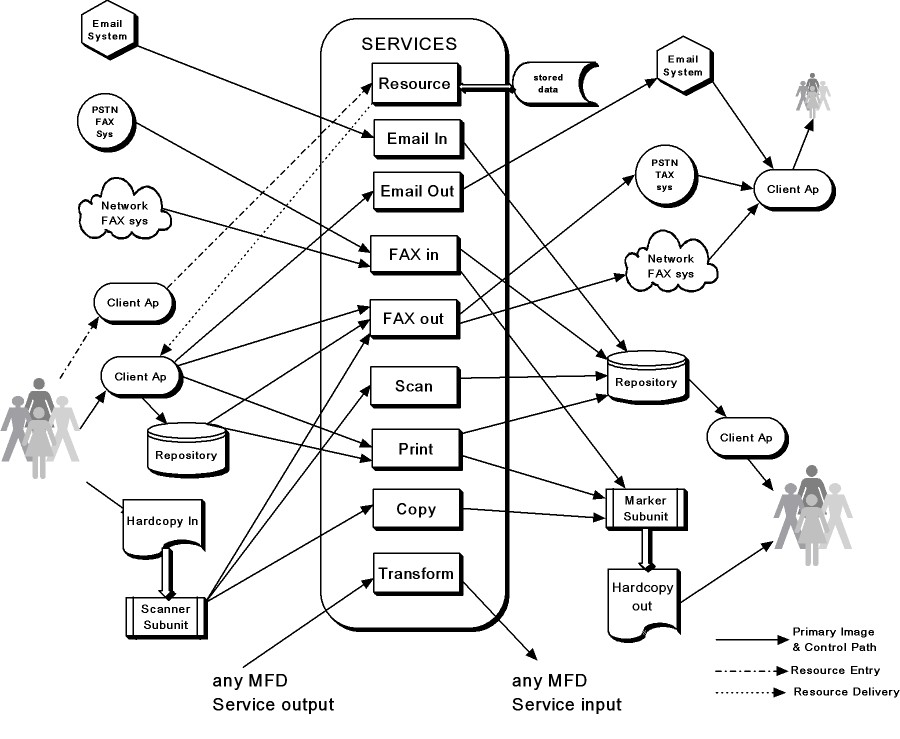 Email
System
SERVICES
Resource
stored
data
Email
System
PSTN
FAX
Sys
Email In
PSTN
TAX
sys
Client Ap
Email Out
Network
FAX sys
FAX in
Network
FAX sys
Client Ap
FAX out
Client Ap
Scan
Repository
Repository
Print
Client Ap
Hardcopy In
Copy
Marker
Subunit
Transform
Hardcopy
out
Scanner
Subunit
any MFD
Service output
any MFD
Service input
Primary Image
& Control Path
Resource Entry
Resource Delivery